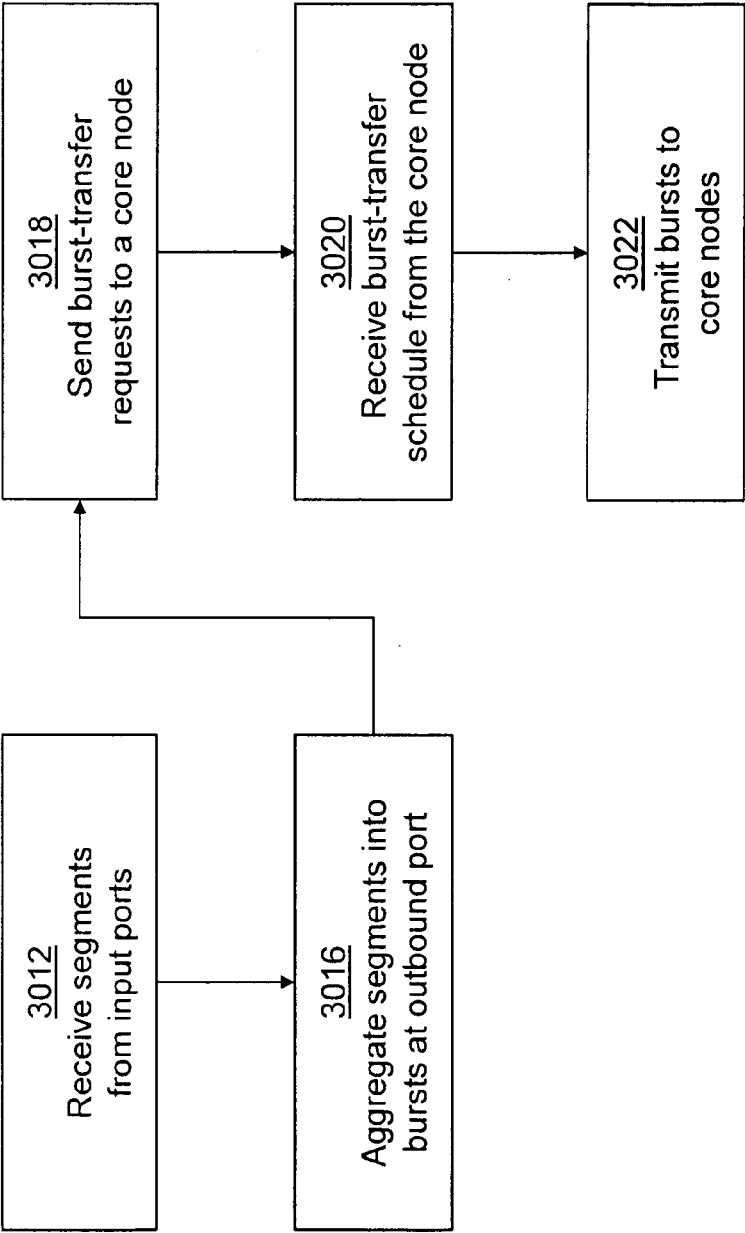 3012
Receive segments
from input ports
3016
Aggregate segments into
bursts at outbound port
3018
Send burst-transfer
requests to a core node
3020
Receive burst-transfer
schedule from the core node
3022
Transmit bursts to
core nodes